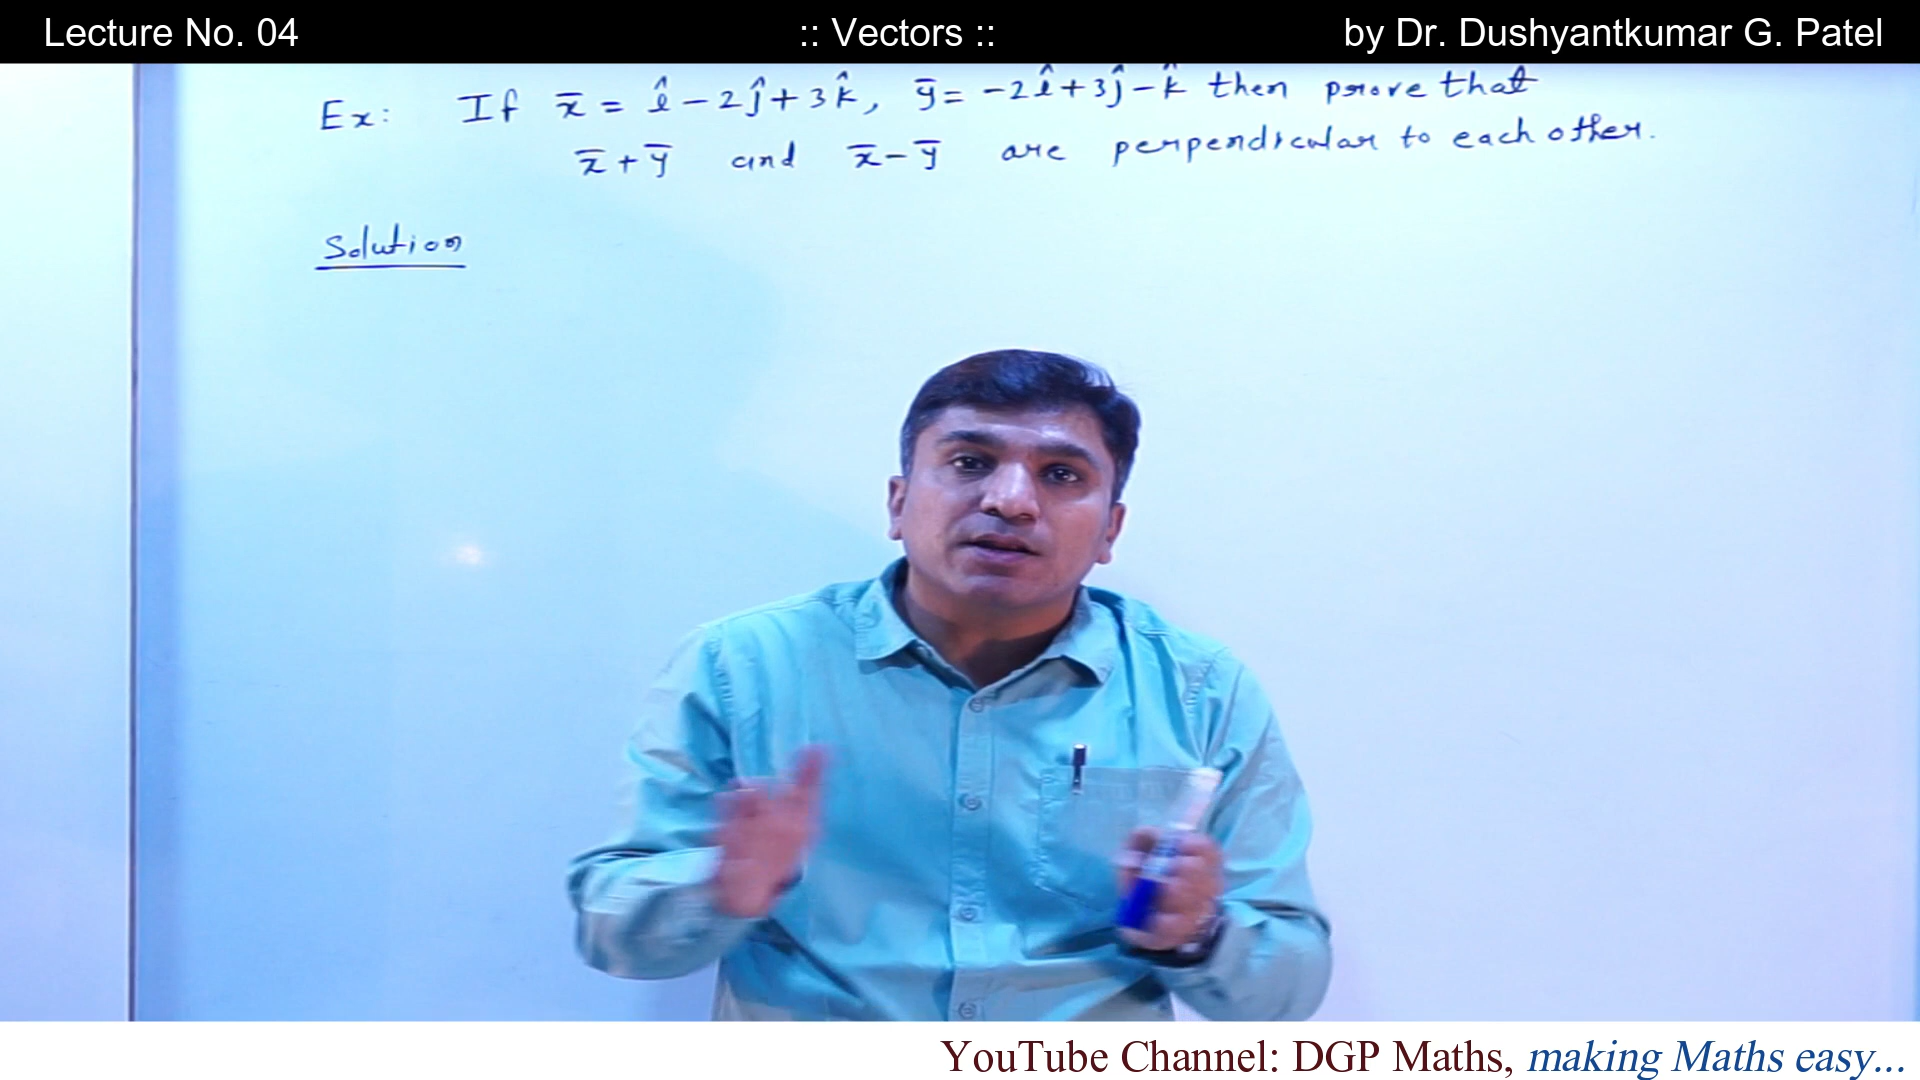 Lecture No. 04 :: Vectors :: by Dr. Dushyantkumar G. Patel
Ex: If x̄ = î - 2ĵ + 3k̂, ȳ = -2î + 3ĵ - k̂ then prove that
x̄ + ȳ and x̄ - ȳ are perpendicular to each other.
Solution
YouTube Channel: DGP Maths, making Maths easy...